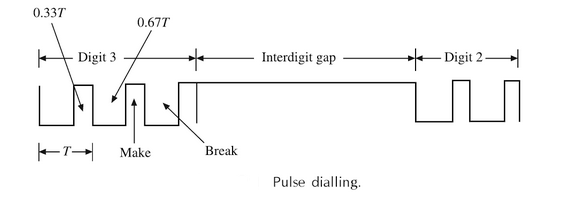 0.33T
0.67T
Digit 3
Interdigit gap
Digit 2
T
Make
Break
Pulse dialling.